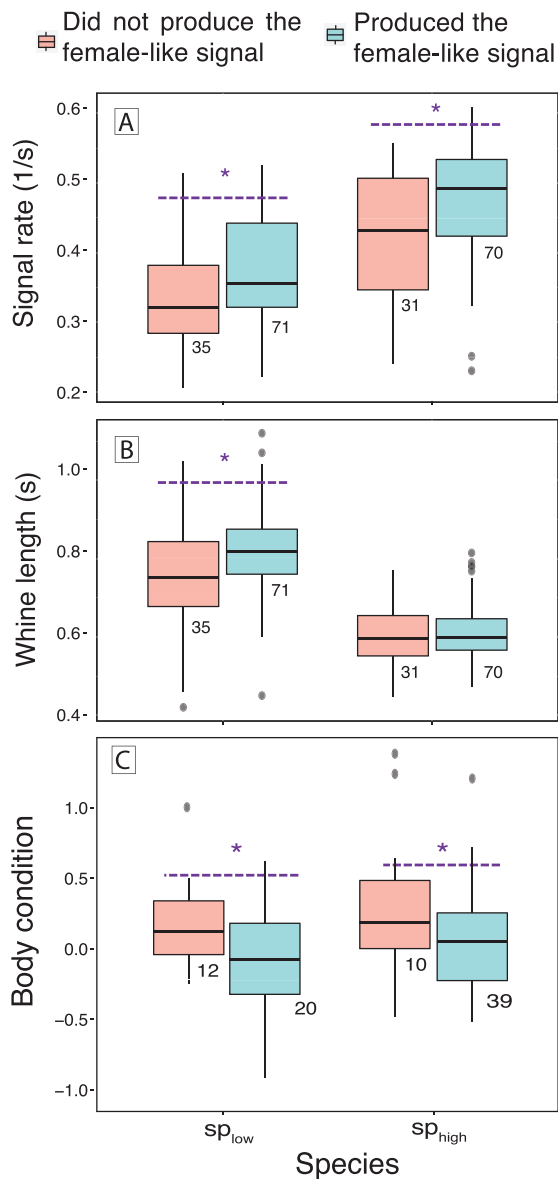 Did not produce the
female-like signal
Produced the
female-like signal
A
Signal rate (1/s)
0.6
0.5
0.4
0.3
0.2
*
*
35
71
31
70
B
Whine length (s)
1.0
0.8
0.6
0.4
*
35
71
31
70
C
Body condition
1.0
0.5
0.0
−0.5
−1.0
*
*
12
20
10
39
sp_low
sp_high
Species